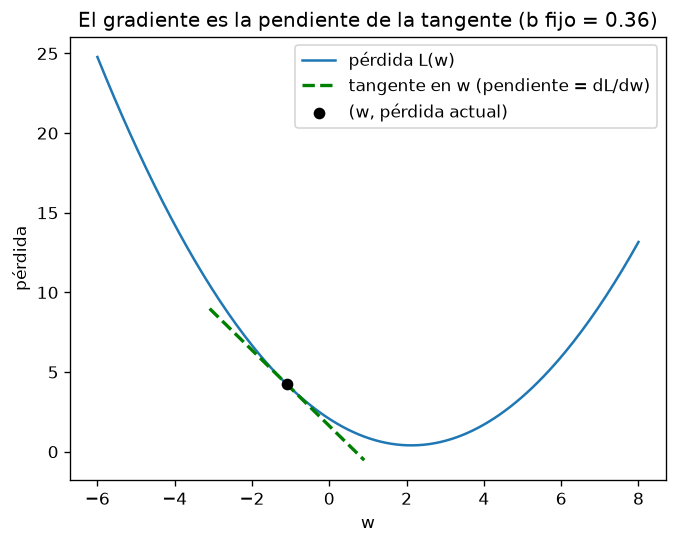 El gradiente es la pendiente de la tangente (b fijo = 0.36)
pérdida L(w)
tangente en w (pendiente = dL/dw)
(w, pérdida actual)
25
20
15
10
5
0
pérdida
−6
−4
−2
0
2
4
6
8
w